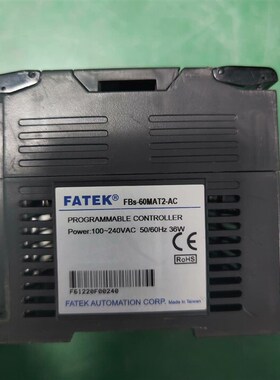 FATEK® FBs-60MAT2-AC
PROGRAMMABLE CONTROLLER
Power:100~240VAC 50/60Hz 36W
CE
RoHS
FATEK AUTOMATION CORP. Made in Taiwan